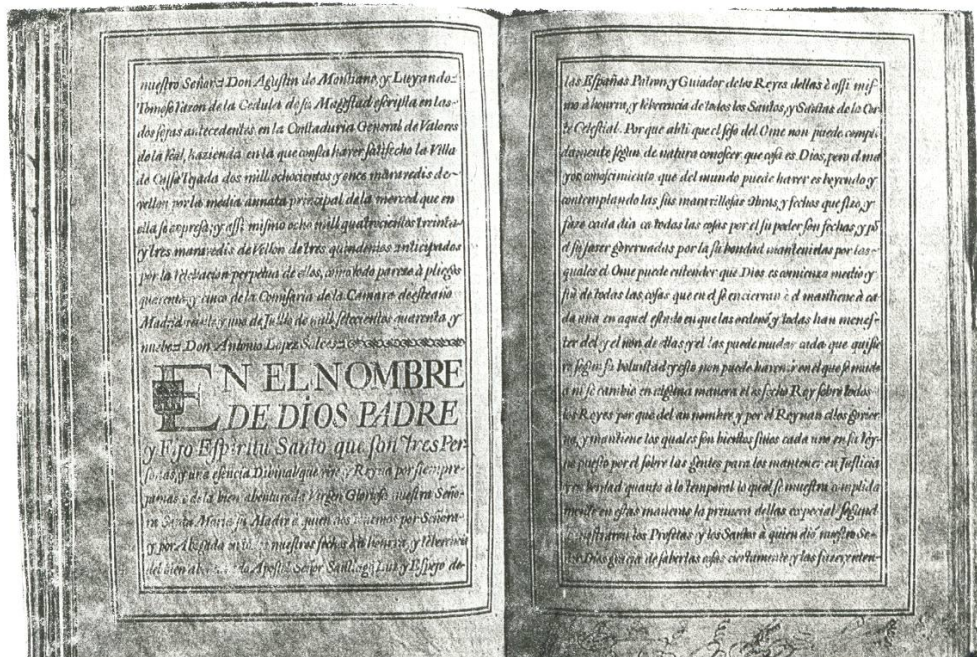 nuestro Señor= Don Agustin de Montiano, y Luyando=
Tomose razon de la Cedula de su Magestad escripta en las
dos fojas antecedentes en la Contaduria General de Valores
de la Real hazienda en la que consta haver satisfecho la Villa
de Tejada dos mill ochocientos y once maravedis de
vellon por la media annata principal de la merced que en
ella se expresa; y assi mismo ocho mill quatrocientos treinta
y tres maravedis de Vellon de tres quindenios anticipados
por la relebacion perpetua de ellos, como todo parece à pliegos
quarenta, y cinco de la Comisaria de la Camara de este año
Madrid veinte y uno de Jullio de mill setecientos quarenta, y
nuebe= Don Antonio Lopez Salces=
EN EL NOMBRE
DE DIOS PADRE
y Fijo Espiritu Santo que son tres Per-
sonas, y una esencia Divinal que vive, y Reyna por siempre
jamas è de la bien abenturada Virgen Gloriosa nuestra Seño-
ra Santa Maria su Madre à quien nos tenemos por Señora
y por Abogada en todos nuestros fechos è à honrra, y reverencia
del bien Apostol Señor Santiago Luz y Espejo de
las Españas Patron, y Guiador de los Reyes dellas è assi mis-
mo à honrra, y reverencia de todos los Santos, y Santas de la Cor-
te Celestial. Por que abli que el seso del Ome non puede compli-
damente segun de natura conoscer que cosa es Dios, pero el ma-
yor conoscimiento que del mundo puede haver es leyendo y
contemplando las sus maravillosas Obras, y fechos que fizo, y
faze cada dia ca todas las cosas por el su poder son fechas, y por
el su saver governadas por la su bondad mantenidas por las
quales el Ome puede entender que Dios es comienzo medio y
fin de todas las cosas que en el se encierran è el mantiene à ca-
da una en aquel estado en que las ordenó y todas han menes-
ter del y el non de ellas y el las puede mudar cada que quisie-
re segun su boluntad y esto non puede haver nin en el que se mude
a ni se cambie en alguna manera el es fecho Rey sobre todos
los Reyes por que del an nombre y por el Reynan ellos govier-
na, y mantiene los quales son bicarios suios cada uno en su Rey-
no puesto por el sobre las gentes para los mantener en Justicia
y en berdad quanto à lo temporal lo qual se muestra complida
mente en estas maneras la primera dellas especial segund
mostraron los Profetas y los Santos à quien dió nuestro Se-
ñor Dios gracia de saber las cosas ciertamente y las fazer enten-